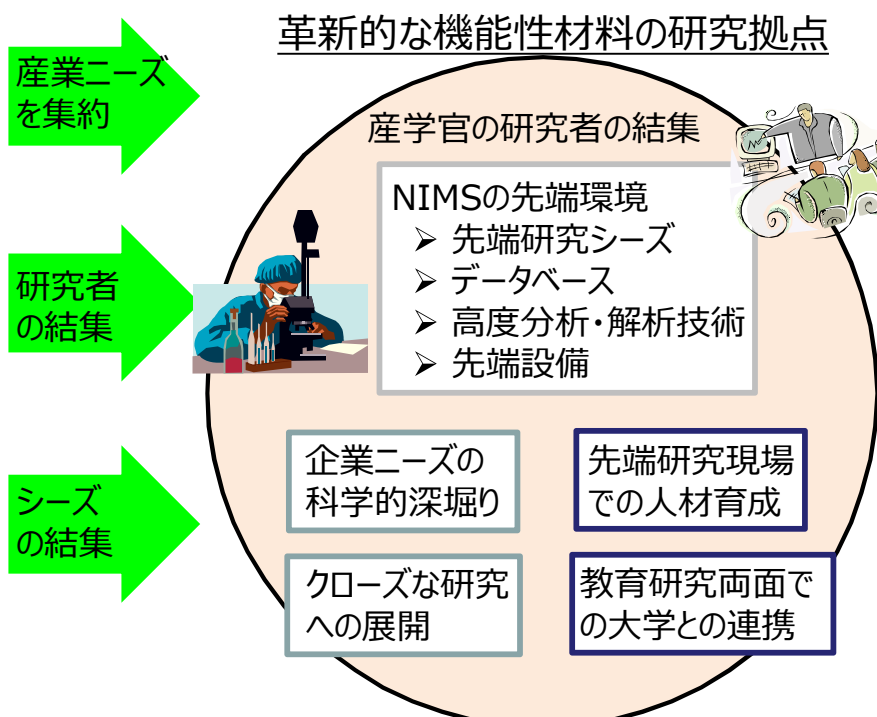 革新的な機能性材料の研究拠点
産業ニーズ
を集約
研究者
の結集
シーズ
の結集
産学官の研究者の結集
NIMSの先端環境
➢ 先端研究シーズ
➢ データベース
➢ 高度分析・解析技術
➢ 先端設備
企業ニーズの
科学的深堀り
先端研究現場
での人材育成
クローズな研究
への展開
教育研究両面で
の大学との連携